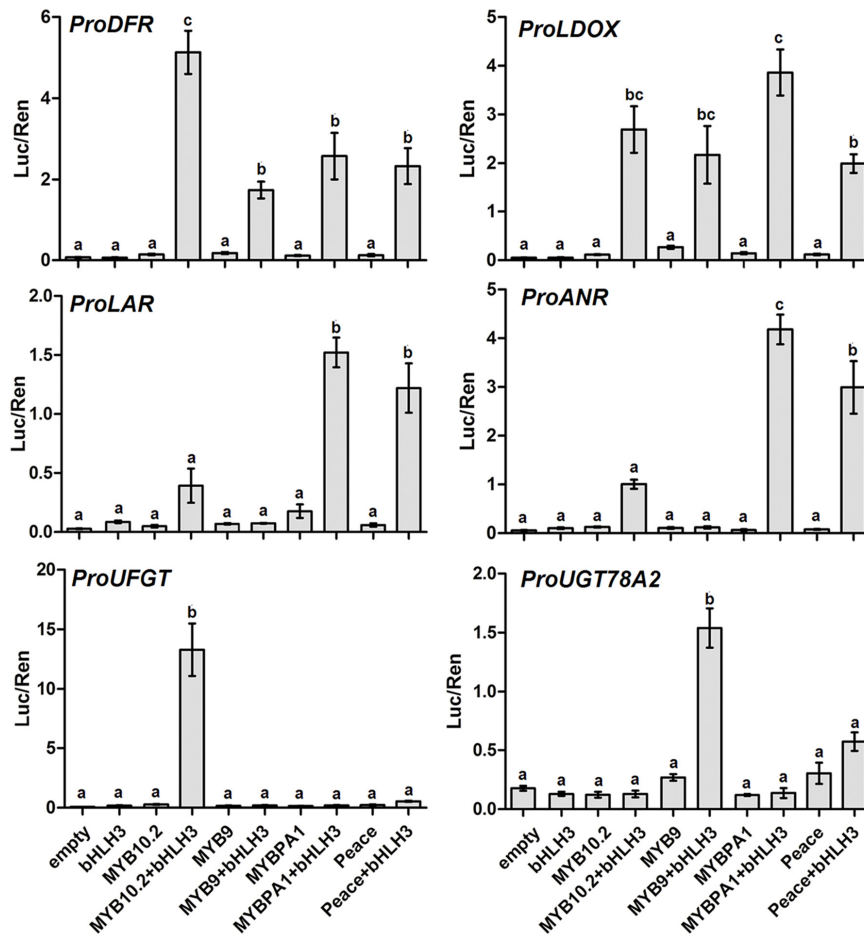 ProDFR
c
b
b
b
a
a
a
a
a
a
Luc/Ren
6
4
2
0
ProLDOX
bc
bc
c
b
a
a
a
a
a
a
Luc/Ren
5
4
3
2
1
0
ProLAR
b
b
a
a
a
a
a
a
a
a
Luc/Ren
2.0
1.5
1.0
0.5
0.0
ProANR
c
b
a
a
a
a
a
a
a
a
Luc/Ren
5
4
3
2
1
0
ProUFGT
b
a
a
a
a
a
a
a
a
a
Luc/Ren
20
15
10
5
0
empty
bHLH3
MYB10.2
MYB10.2+bHLH3
MYB9
MYB9+bHLH3
MYBPA1
MYBPA1+bHLH3
Peace
Peace+bHLH3
ProUGT78A2
b
a
a
a
a
a
a
a
a
a
Luc/Ren
2.0
1.5
1.0
0.5
0.0
empty
bHLH3
MYB10.2
MYB10.2+bHLH3
MYB9
MYB9+bHLH3
MYBPA1
MYBPA1+bHLH3
Peace
Peace+bHLH3